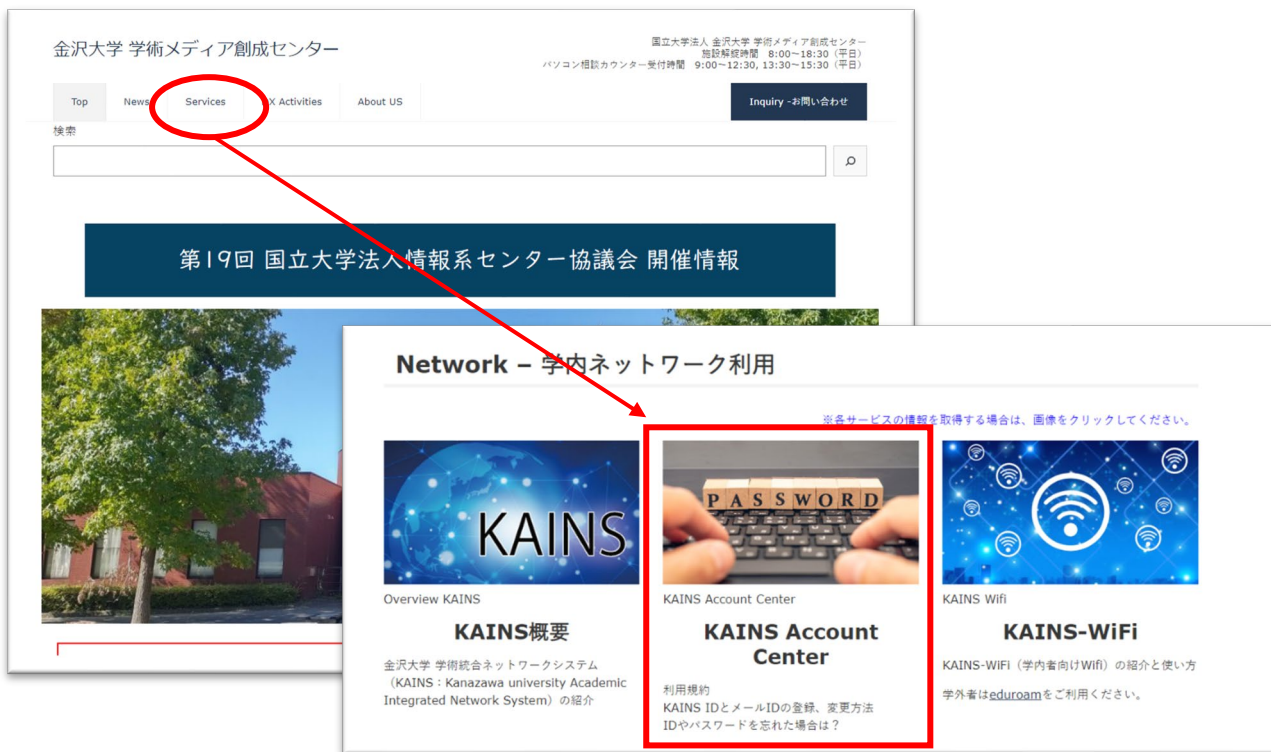 金沢大学 学術メディア創成センター
国立大学法人 金沢大学 学術メディア創成センター
施設解錠時間 8:00~18:30（平日）
パソコン相談カウンター受付時間 9:00~12:30, 13:30~15:30（平日）
Top News Services X Activities About US
Inquiry -お問い合わせ
検索
第19回 国立大学法人情報系センター協議会 開催情報
Network – 学内ネットワーク利用
※各サービスの情報を取得する場合は、画像をクリックしてください。
KAINS
PASSWORD
Overview KAINS
KAINS概要
金沢大学 学術統合ネットワークシステム
（KAINS：Kanazawa university Academic
Integrated Network System）の紹介
KAINS Account Center
KAINS Account
Center
利用規約
KAINS IDとメールIDの登録、変更方法
IDやパスワードを忘れた場合は？
KAINS Wifi
KAINS-WiFi
KAINS-WiFi（学内者向けWifi）の紹介と使い方
学外者はeduroamをご利用ください。